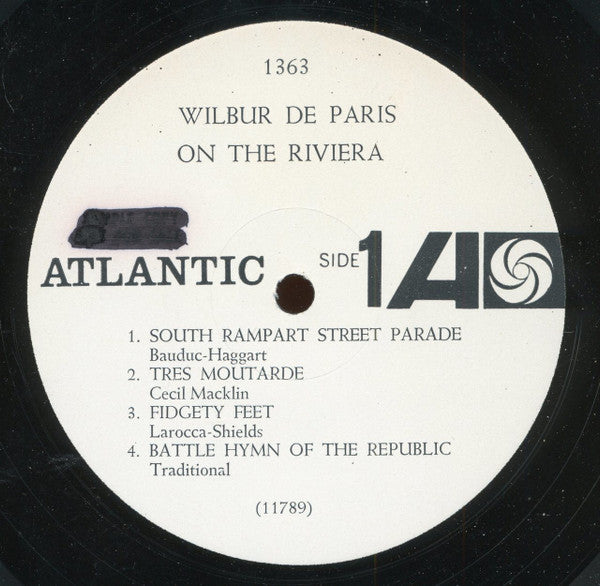 1363
WILBUR DE PARIS
ON THE RIVIERA
ATLANTIC
SIDE 1 A
1. SOUTH RAMPART STREET PARADE
Bauduc-Haggart
2. TRES MOUTARDE
Cecil Macklin
3. FIDGETY FEET
Larocca-Shields
4. BATTLE HYMN OF THE REPUBLIC
Traditional
(11789)